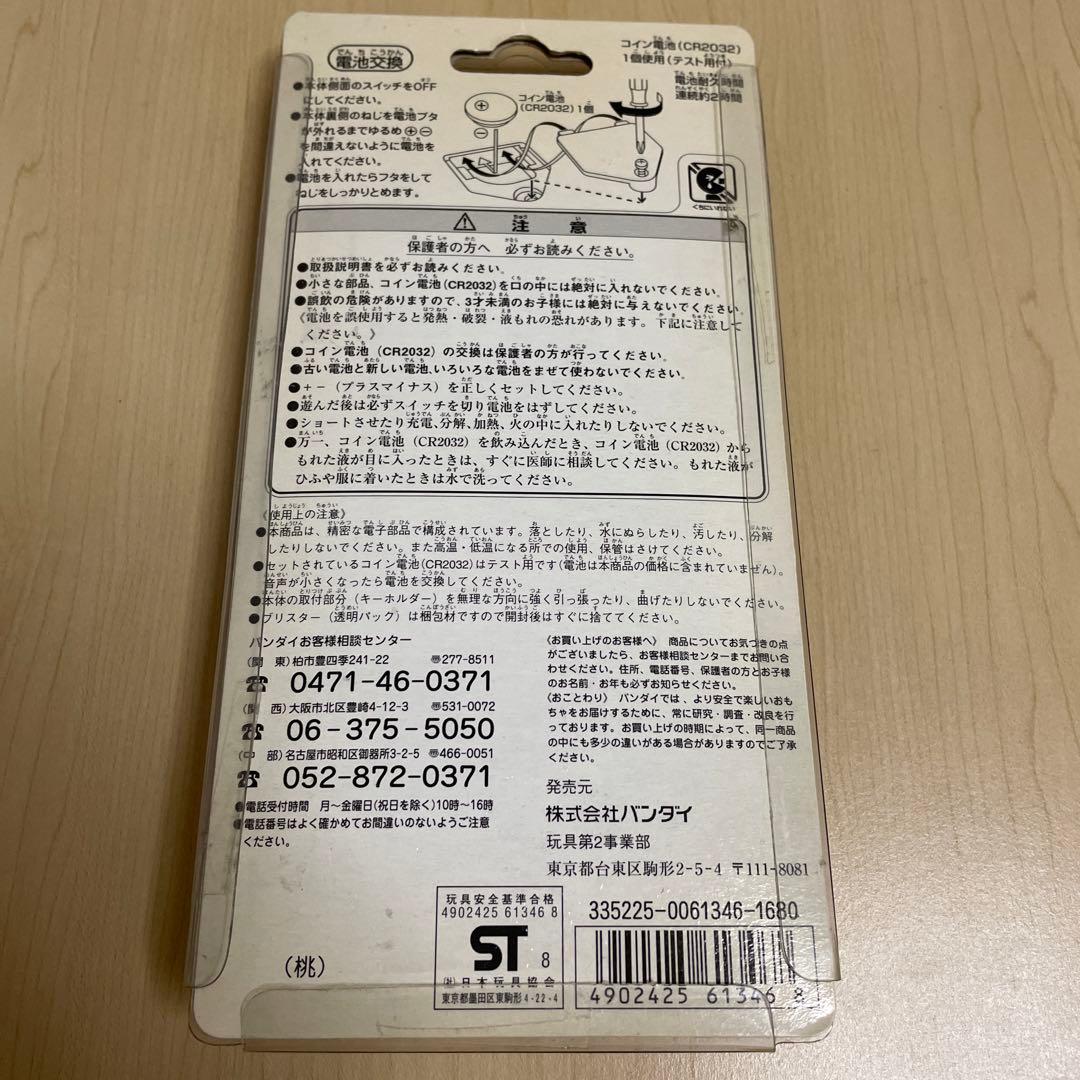 電池交換
●本体側面のスイッチをOFF
にしてください。
●本体裏側のねじを電池ブタ
が外れるまでゆるめ⊕⊖
を間違えないように電池を
入れてください。
●電池を入れたらフタをして
ねじをしっかりとめます。
コイン電池(CR2032)
1個使用(テスト用付)
電池耐久時間
連続約2時間
コイン電池
(CR2032)1個
くちにいれない
⚠ 注意
保護者の方へ 必ずお読みください。
●取扱説明書を必ずお読みください。
●小さな部品、コイン電池(CR2032)を口の中には絶対に入れないでください。
●誤飲の危険がありますので、3才未満のお子様には絶対に与えないでください。
《電池を誤使用すると発熱・破裂・液もれの恐れがあります。下記に注意して
ください。》
●コイン電池(CR2032)の交換は保護者の方が行ってください。
●古い電池と新しい電池、いろいろな電池をまぜて使わないでください。
●+-(プラスマイナス)を正しくセットしてください。
●遊んだ後は必ずスイッチを切り電池をはずしてください。
●ショートさせたり充電、分解、加熱、火の中に入れたりしないでください。
●万一、コイン電池(CR2032)を飲み込んだとき、コイン電池(CR2032)から
もれた液が目に入ったときは、すぐに医師に相談してください。もれた液が
ひふや服に着いたときは水で洗ってください。
《使用上の注意》
●本商品は、精密な電子部品で構成されています。落としたり、水にぬらしたり、汚したり、分解
したりしないでください。また高温・低温になる所での使用、保管はさけてください。
●セットされているコイン電池(CR2032)はテスト用です(電池は本商品の価格に含まれていません)。
音声が小さくなったら電池を交換してください。
●本体の取付部分(キーホルダー)を無理な方向に強く引っ張ったり、曲げたりしないでください。
●ブリスター(透明パック)は梱包材ですので開封後はすぐに捨ててください。
バンダイお客様相談センター
(関 東)柏市豊四季241-22 〠277-8511
☎ 0471-46-0371
(関 西)大阪市北区豊崎4-12-3 〠531-0072
☎ 06-375-5050
(中 部)名古屋市昭和区御器所3-2-5 〠466-0051
☎ 052-872-0371
●電話受付時間 月～金曜日(祝日を除く)10時～16時
●電話番号はよく確かめてお間違いのないようご注意
ください。
〈お買い上げのお客様へ〉 商品についてお気づきの点
がございましたら、お客様相談センターまでお問い合
わせください。住所、電話番号、保護者の方とお子様
のお名前・お年も必ずお知らせください。
〈おことわり〉 バンダイでは、より安全で楽しいおも
ちゃをお届けするために、常に研究・調査・改良を行
っております。お買い上げの時期によって、同一商品
の中にも多少の違いがある場合がありますのでご了承
ください。
発売元
株式会社バンダイ
玩具第2事業部
東京都台東区駒形2-5-4 〒111-8081
玩具安全基準合格
4902425 61346 8
ST 8
(社)日本玩具協会
東京都墨田区東駒形4-22-4
335225-0061346-1680
4902425 61346 8
(桃)